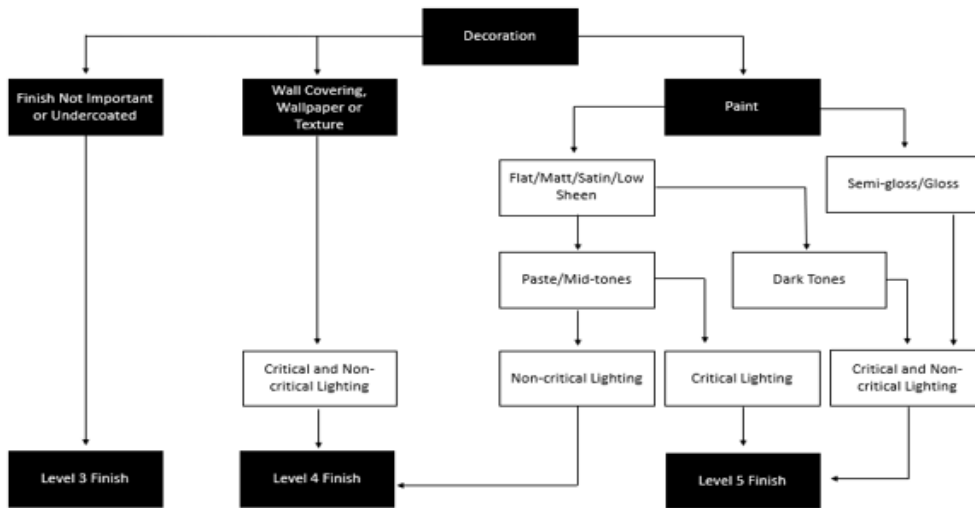 Decoration
Finish Not Important
or Undercoated
Wall Covering,
Wallpaper or
Texture
Paint
Flat/Matt/Satin/Low
Sheen
Semi-gloss/Gloss
Paste/Mid-tones
Dark Tones
Critical and Non-
critical Lighting
Non-critical Lighting
Critical Lighting
Critical and Non-
critical Lighting
Level 3 Finish
Level 4 Finish
Level 5 Finish